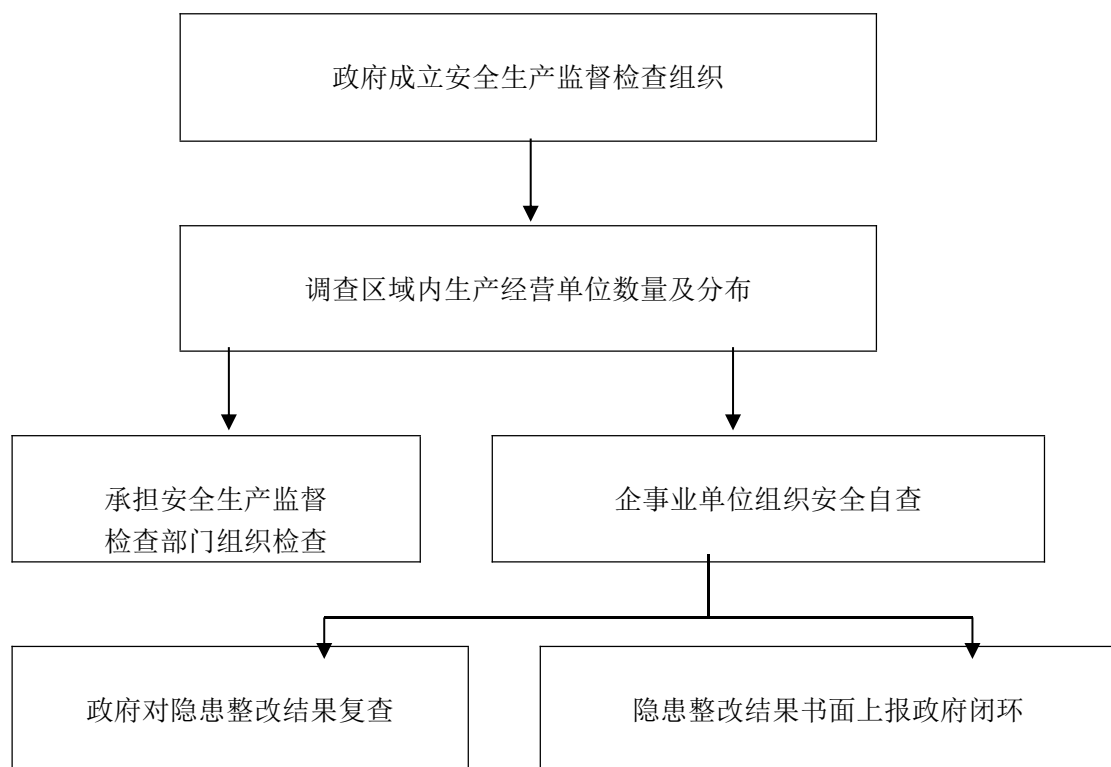 政府成立安全生产监督检查组织
调查区域内生产经营单位数量及分布
承担安全生产监督
检查部门组织检查
企事业单位组织安全自查
政府对隐患整改结果复查
隐患整改结果书面上报政府闭环